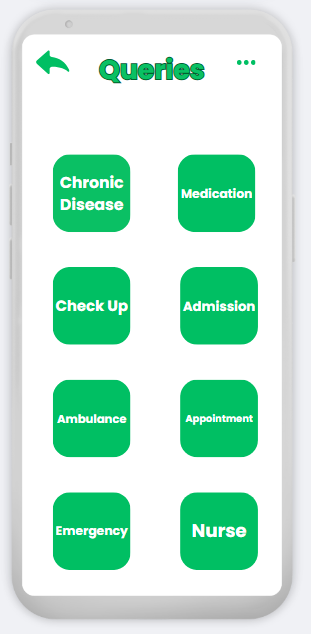 Queries
Chronic
Disease
Medication
Check Up
Admission
Ambulance
Appointment
Emergency
Nurse